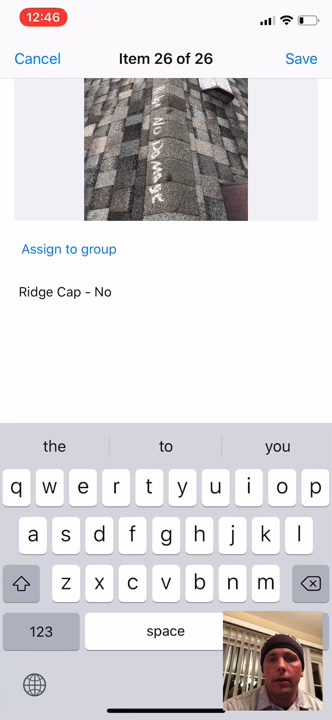 12:46
Cancel Item 26 of 26 Save
No Damage
Assign to group
Ridge Cap - No
the to you
q w e r t y u i o p
a s d f g h j k l
z x c v b n m
123 space